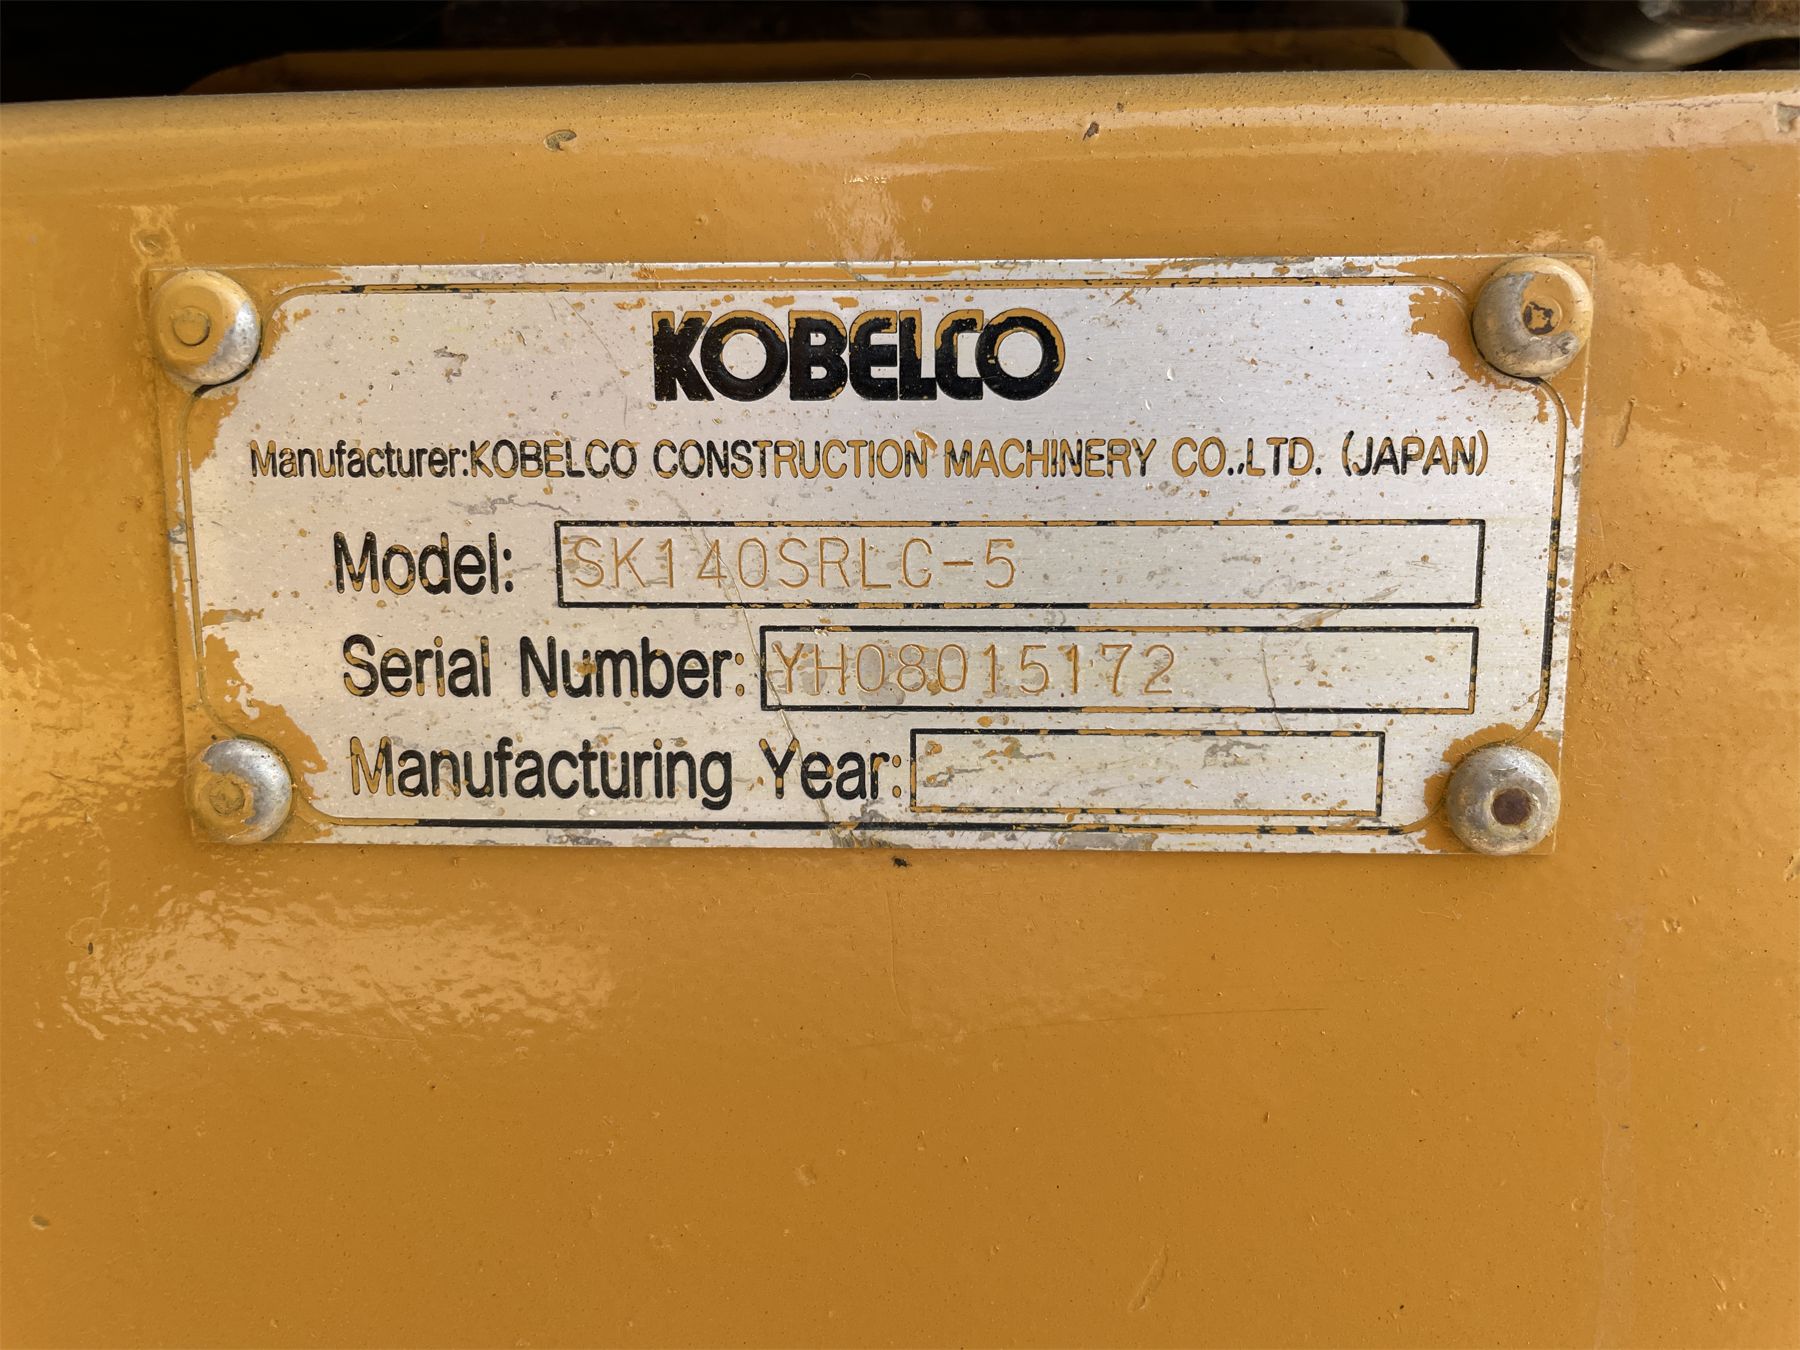 KOBELCO
Manufacturer:KOBELCO CONSTRUCTION MACHINERY CO.,LTD. (JAPAN)
Model: SK140SRLC-5
Serial Number: YH08015172
Manufacturing Year: